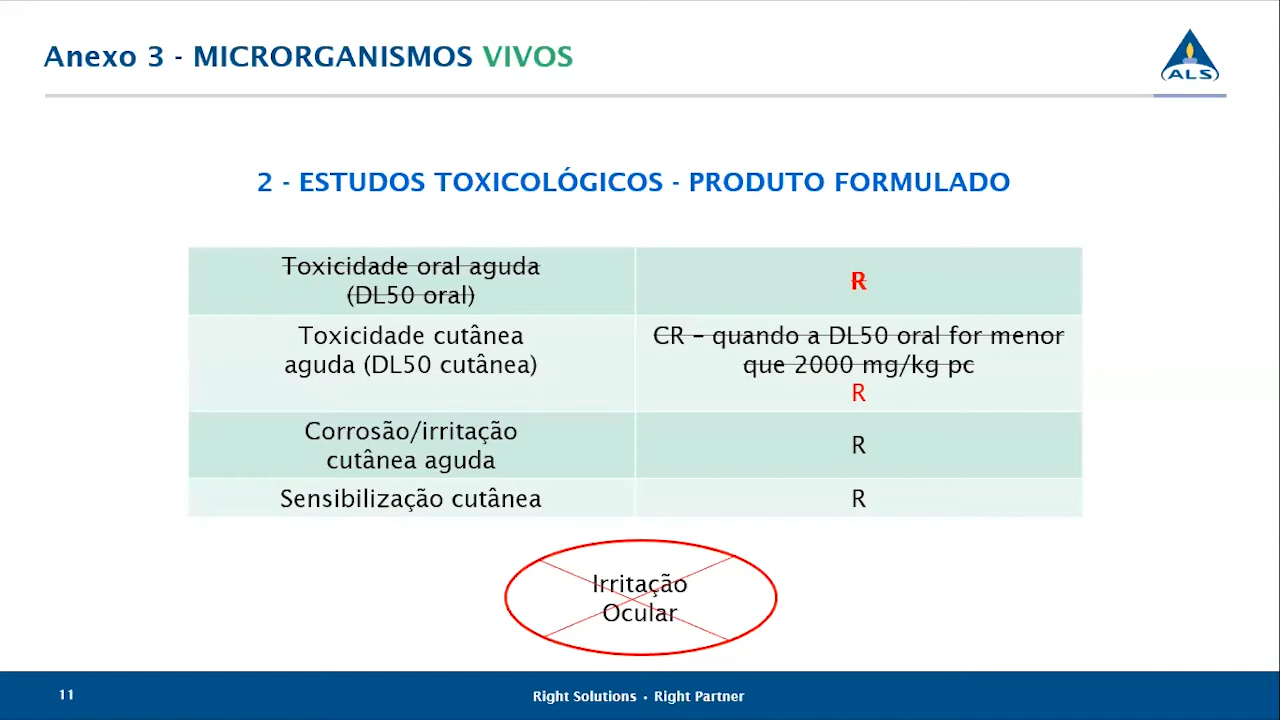 Anexo 3 - MICRORGANISMOS VIVOS
ALS
2 - ESTUDOS TOXICOLÓGICOS - PRODUTO FORMULADO
Toxicidade oral aguda
(DL50 oral)
R
Toxicidade cutânea
aguda (DL50 cutânea)
CR – quando a DL50 oral for menor
que 2000 mg/kg pc
R
Corrosão/irritação
cutânea aguda
R
Sensibilização cutânea
R
Irritação
Ocular
11
Right Solutions • Right Partner